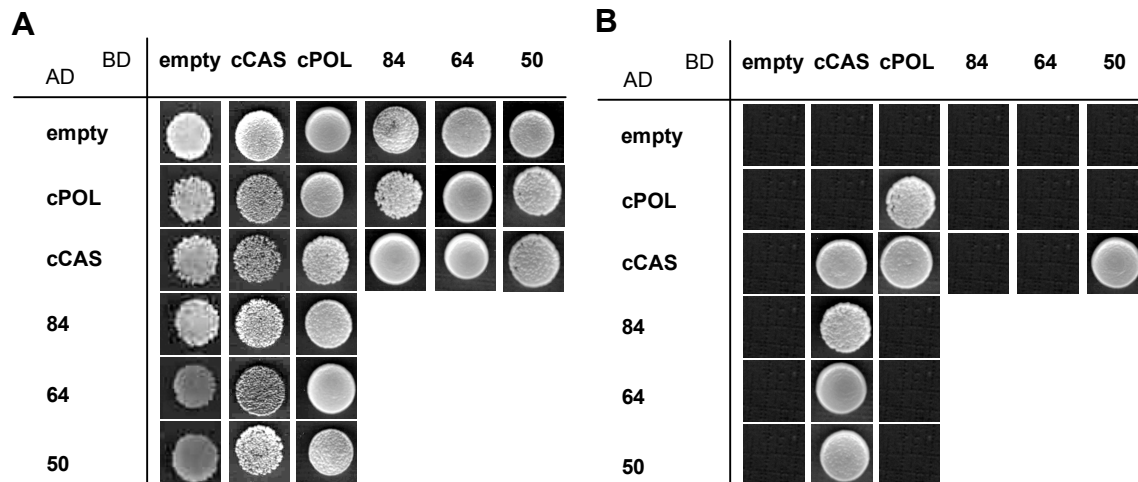 A
BD
AD
empty cCAS cPOL 84 64 50
empty
cPOL
cCAS
84
64
50
B
BD
AD
empty cCAS cPOL 84 64 50
empty
cPOL
cCAS
84
64
50